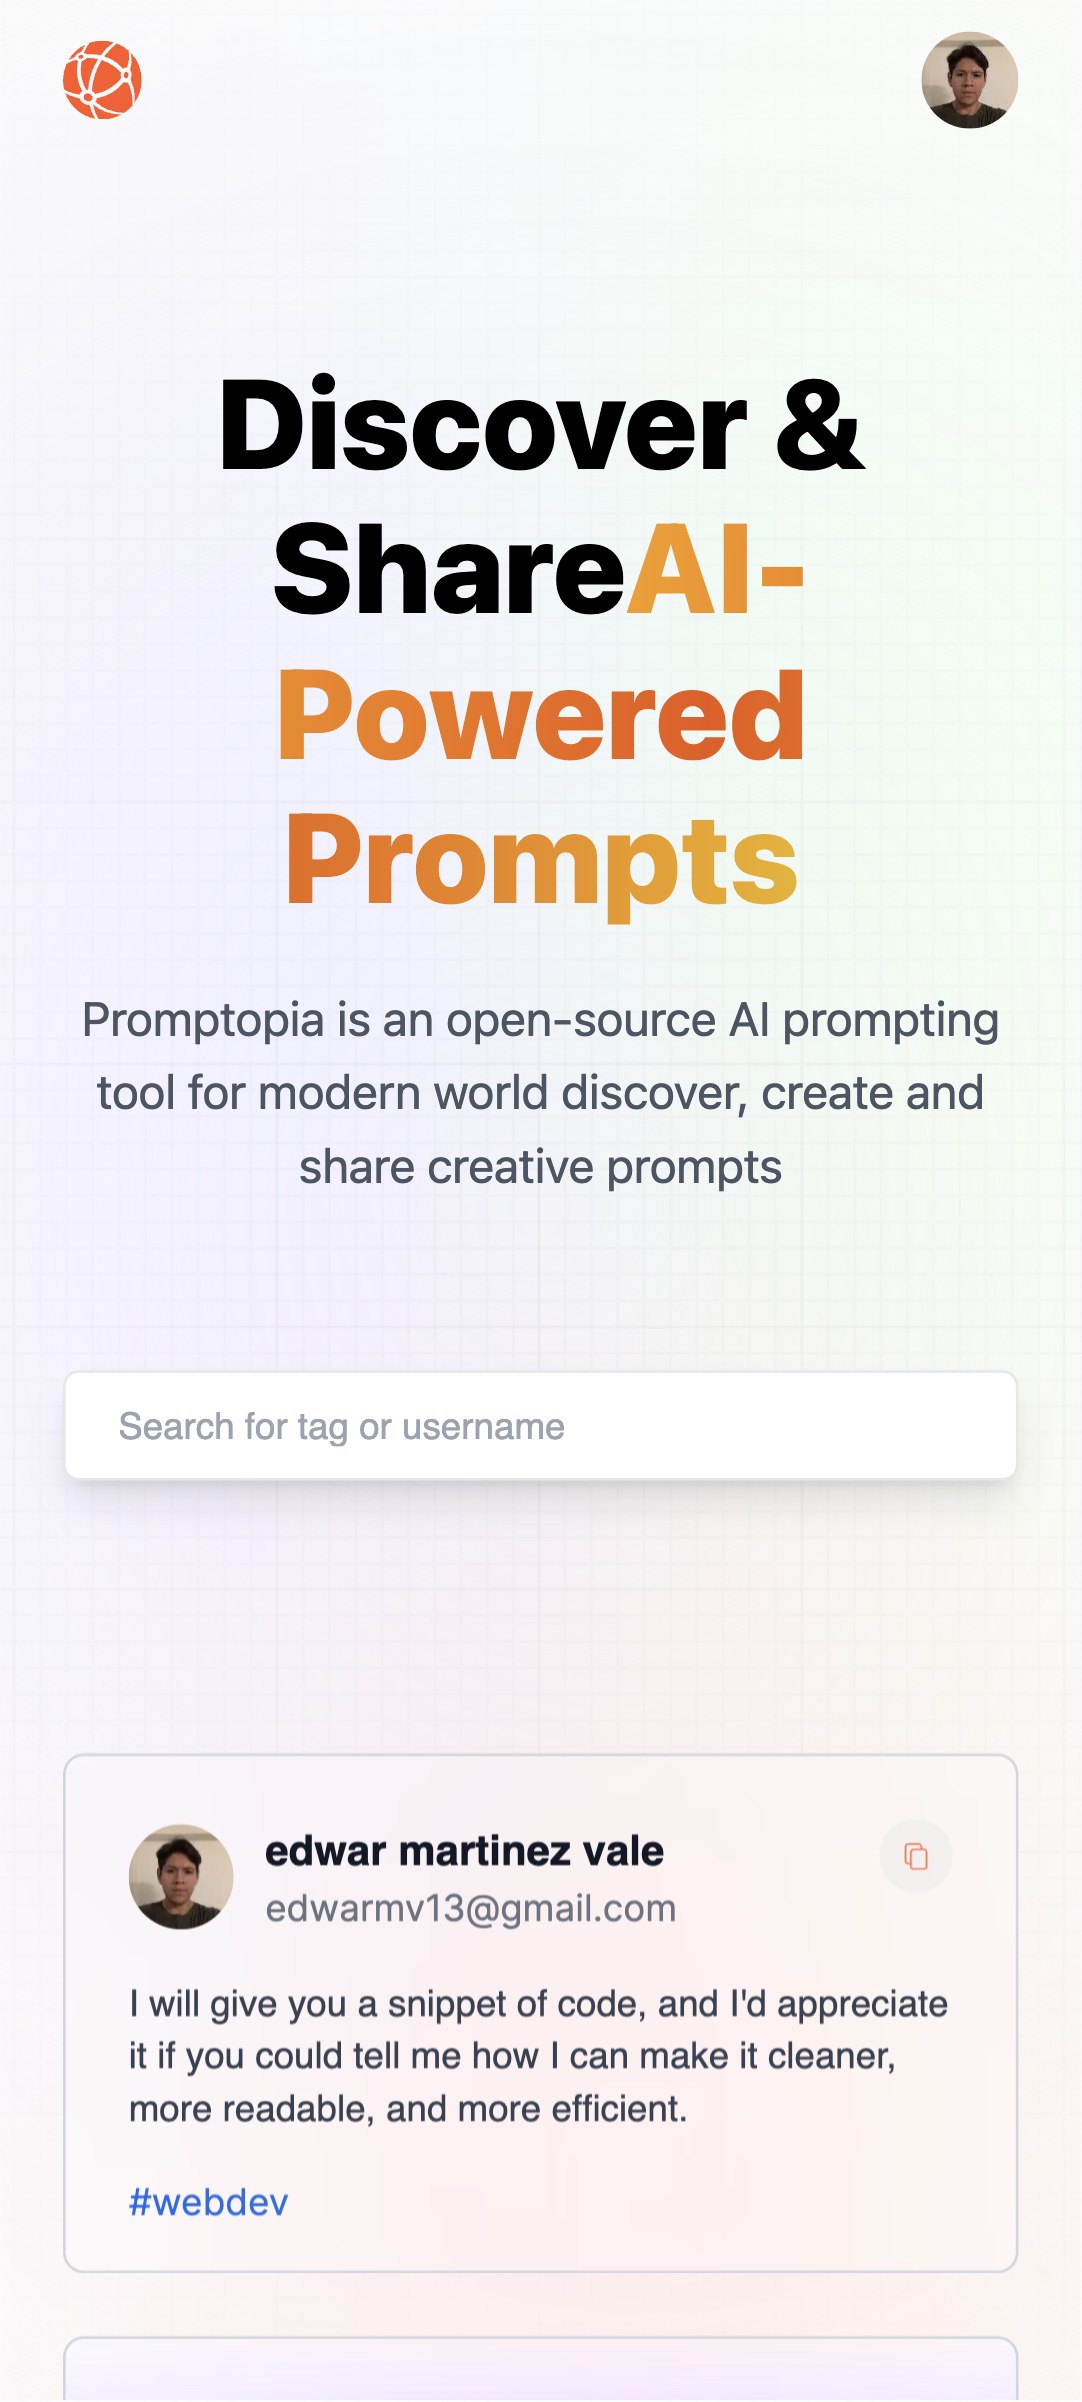 Discover &
ShareAI-
Powered
Prompts
Promptopia is an open-source AI prompting
tool for modern world discover, create and
share creative prompts
Search for tag or username
edwar martinez vale
edwarmv13@gmail.com
I will give you a snippet of code, and I'd appreciate
it if you could tell me how I can make it cleaner,
more readable, and more efficient.
#webdev